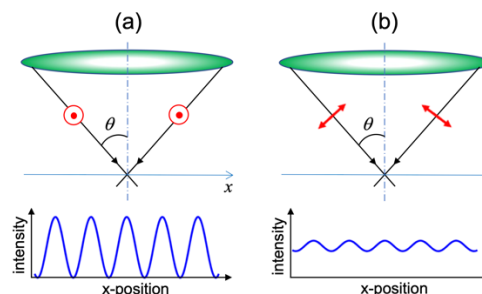 (a)
(b)
θ
θ
x
intensity
x-position
intensity
x-position